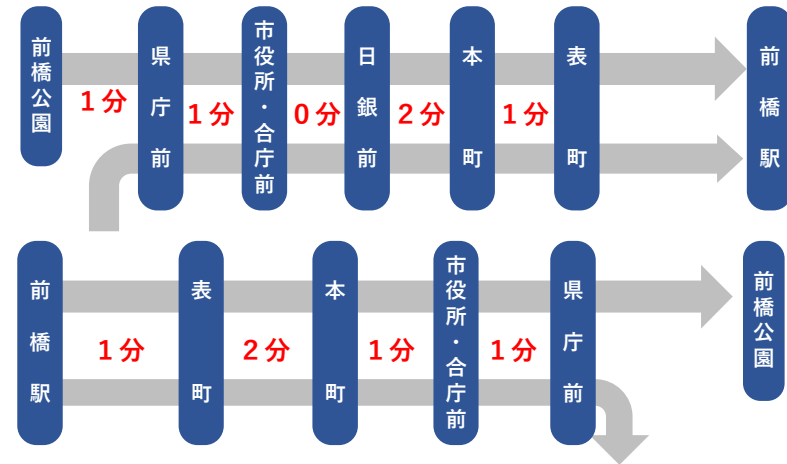 前橋公園
1分
県庁前
1分
市役所・合庁前
0分
日銀前
2分
本町
1分
表町
前橋駅
前橋駅
1分
表町
2分
本町
1分
市役所・合庁前
1分
県庁前
前橋公園